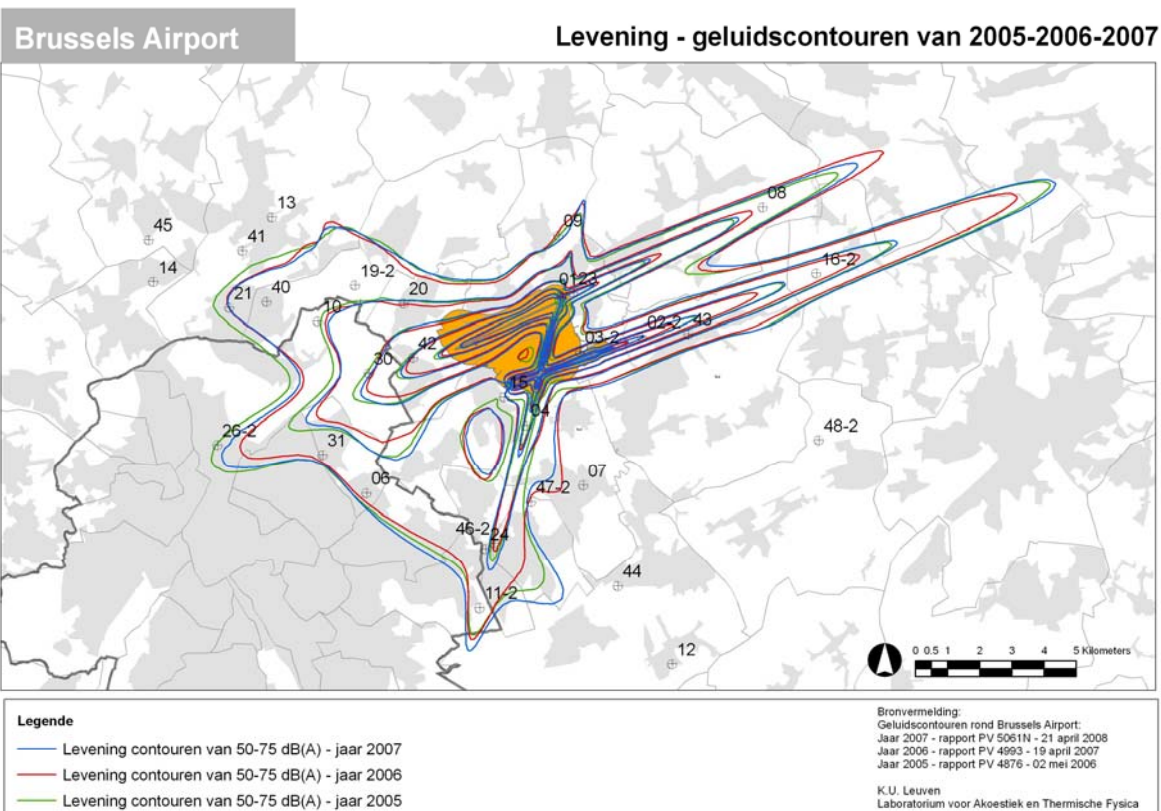 Brussels Airport
Levening - geluidscontouren van 2005-2006-2007
08
13
09
45
41
14
19-2
16-2
0123
21
40
20
10
02-2
43
03-2
42
30
15
04
26-2
31
48-2
07
06
47-2
46-2
24
44
11-2
12
0 0.5 1 2 3 4 5 Kilometers
Legende
Levening contouren van 50-75 dB(A) - jaar 2007
Levening contouren van 50-75 dB(A) - jaar 2006
Levening contouren van 50-75 dB(A) - jaar 2005
Bronvermelding:
Geluidscontouren rond Brussels Airport:
Jaar 2007 - rapport PV 5061N - 21 april 2008
Jaar 2006 - rapport PV 4993 - 19 april 2007
Jaar 2005 - rapport PV 4876 - 02 mei 2006
K.U. Leuven
Laboratorium voor Akoestiek en Thermische Fysica